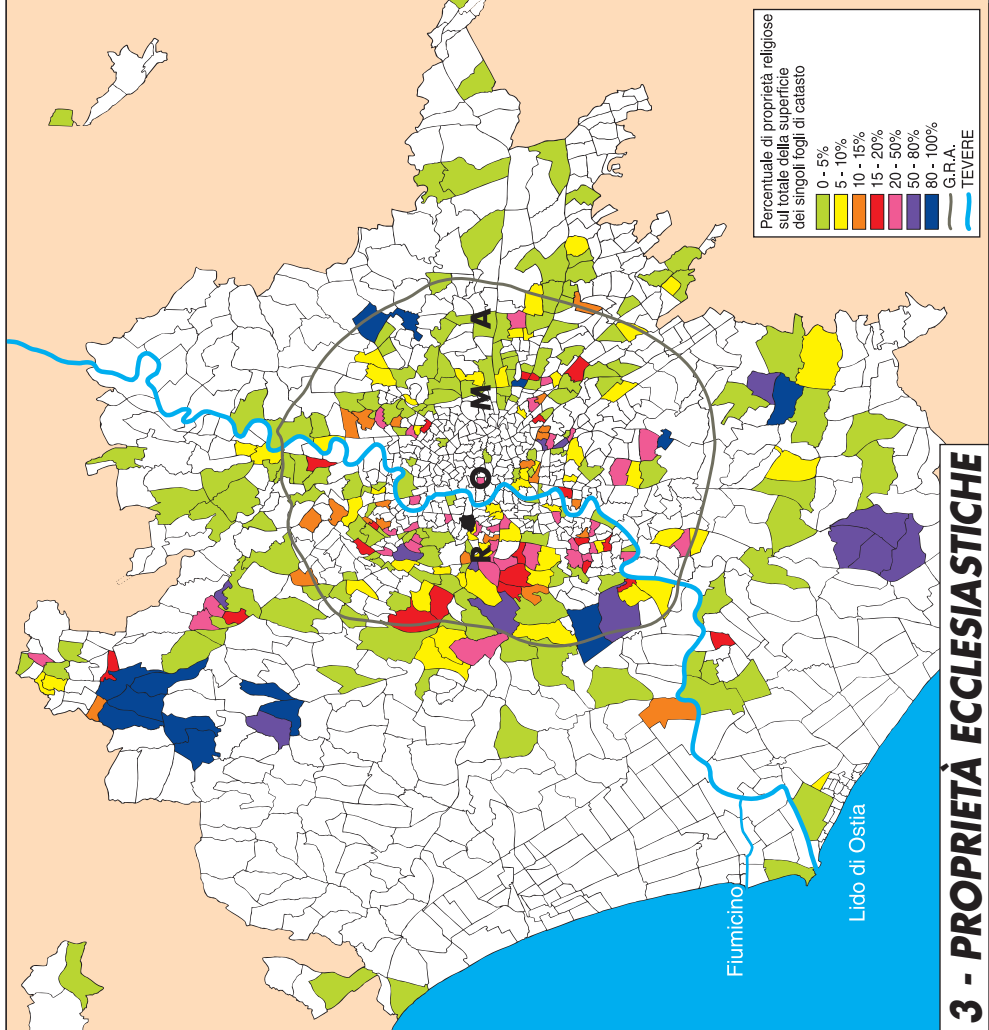 R O M A
Fiumicino
Lido di Ostia
3 - PROPRIETÀ ECCLESIASTICHE
Percentuale di proprietà religiose
sul totale della superficie
dei singoli fogli di catasto
0 - 5%
5 - 10%
10 - 15%
15 - 20%
20 - 50%
50 - 80%
80 - 100%
G.R.A.
TEVERE